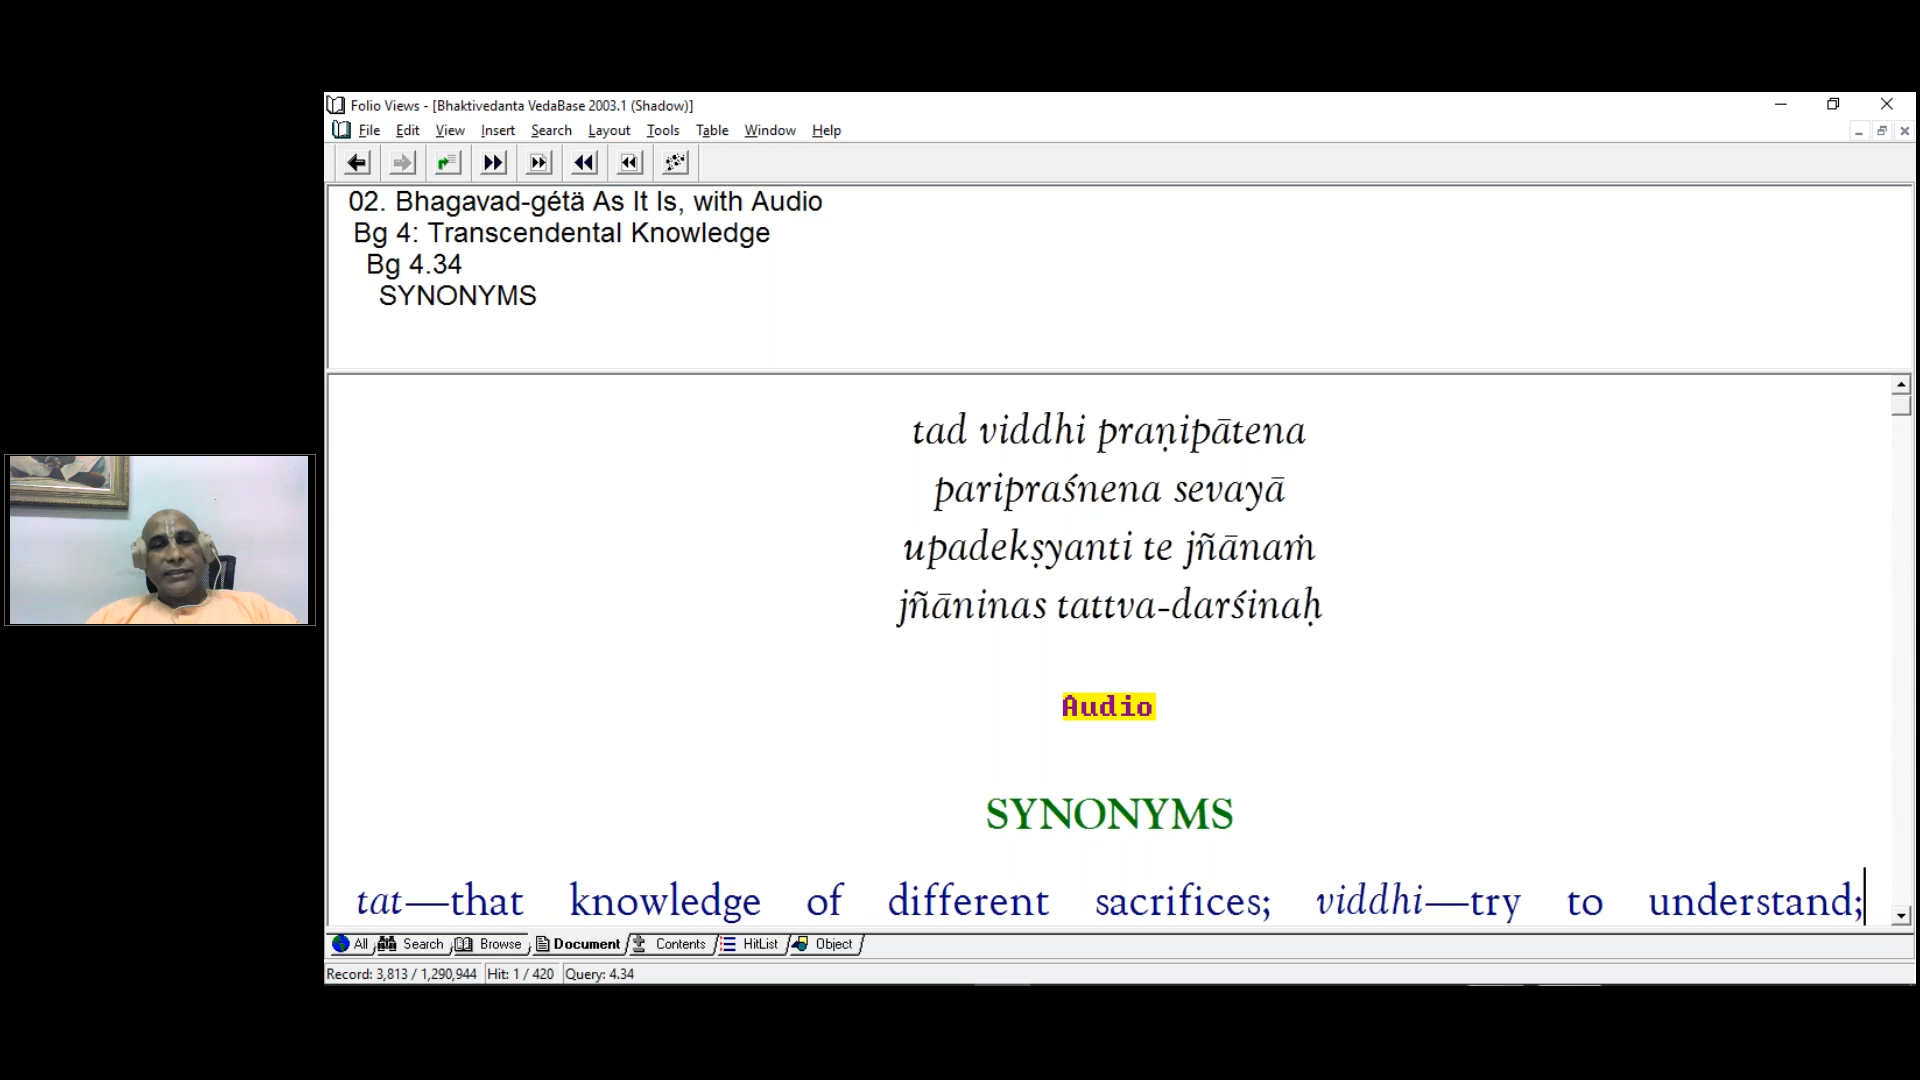 Folio Views - [Bhaktivedanta VedaBase 2003.1 (Shadow)]
File Edit View Insert Search Layout Tools Table Window Help
02. Bhagavad-gétä As It Is, with Audio
Bg 4: Transcendental Knowledge
Bg 4.34
SYNONYMS
tad viddhi praṇipātena
paripraśnena sevayā
upadekṣyanti te jñānaṁ
jñāninas tattva-darśinaḥ
Audio
SYNONYMS
tat—that knowledge of different sacrifices; viddhi—try to understand;
All Search Browse Document Contents HitList Object
Record: 3,813 / 1,290,944 Hit: 1 / 420 Query: 4.34